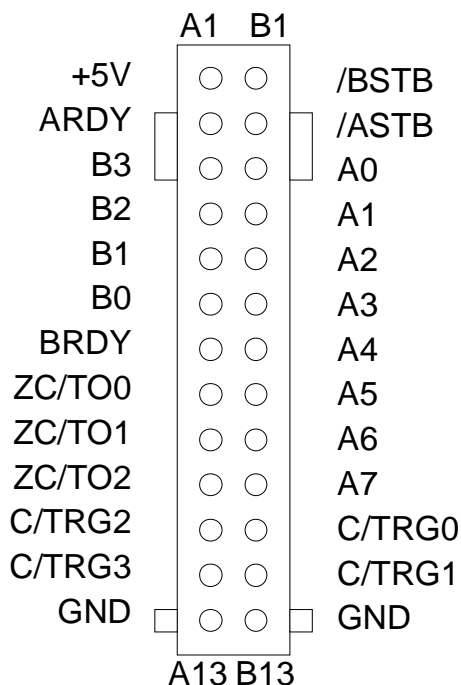 A1 B1
+5V /BSTB
ARDY /ASTB
B3 A0
B2 A1
B1 A2
B0 A3
BRDY A4
ZC/TO0 A5
ZC/TO1 A6
ZC/TO2 A7
C/TRG2 C/TRG0
C/TRG3 C/TRG1
GND GND
A13 B13